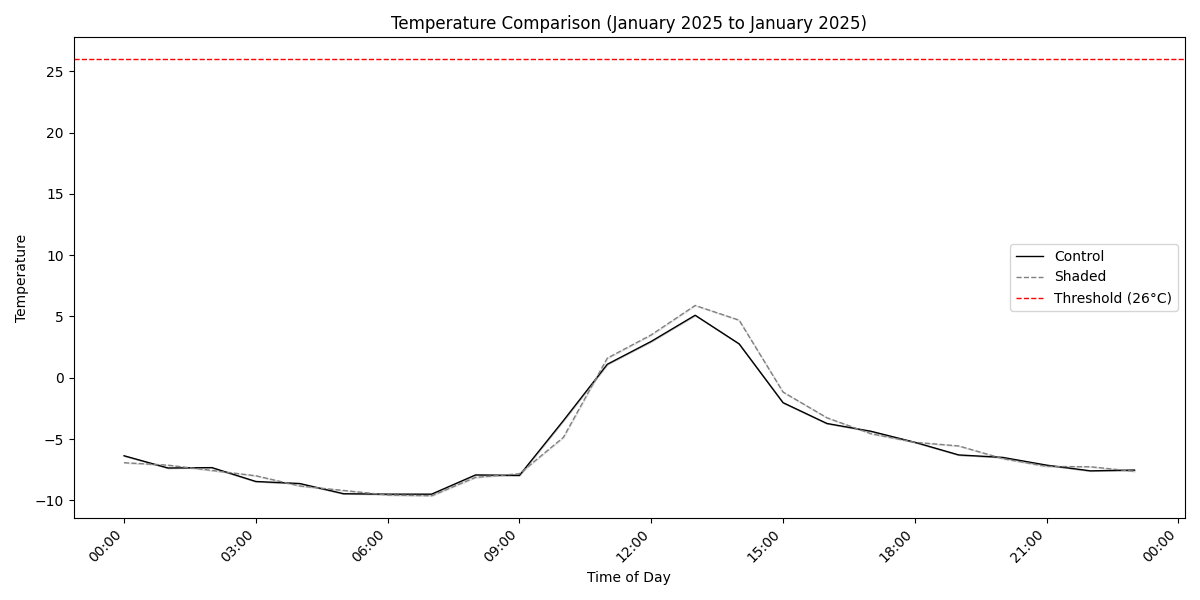 Temperature Comparison (January 2025 to January 2025)
Temperature
25
20
15
10
5
0
−5
−10
Control
Shaded
Threshold (26°C)
00:00
03:00
06:00
09:00
12:00
15:00
18:00
21:00
00:00
Time of Day